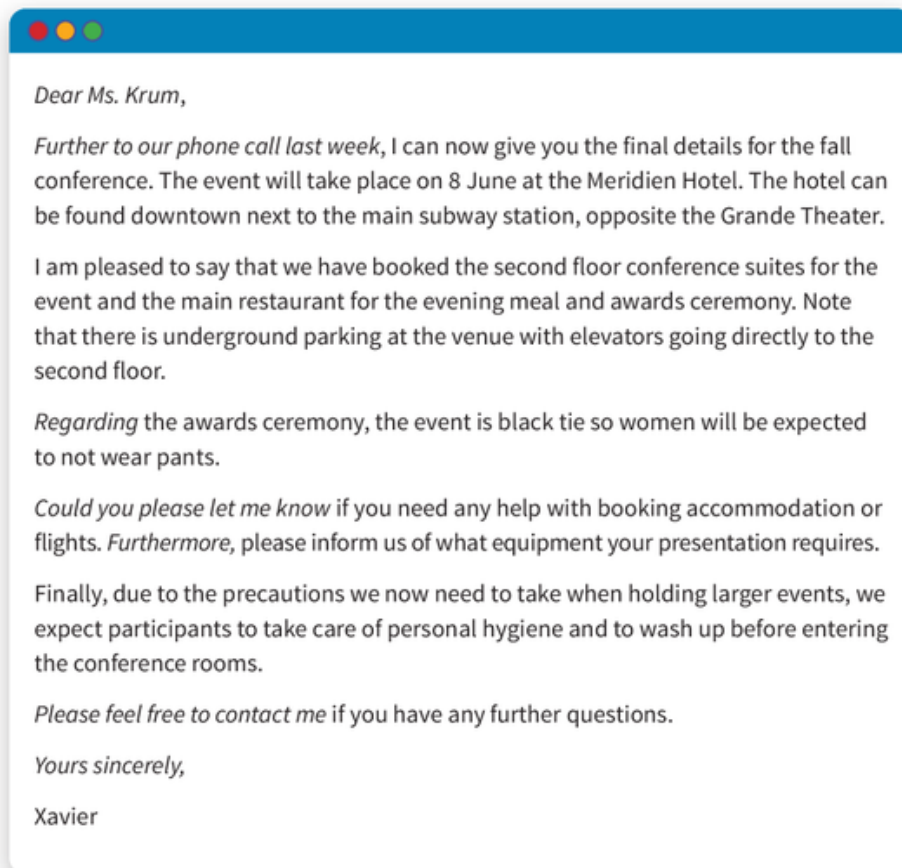 Dear Ms. Krum,
Further to our phone call last week, I can now give you the final details for the fall
conference. The event will take place on 8 June at the Meridien Hotel. The hotel can
be found downtown next to the main subway station, opposite the Grande Theater.
I am pleased to say that we have booked the second floor conference suites for the
event and the main restaurant for the evening meal and awards ceremony. Note
that there is underground parking at the venue with elevators going directly to the
second floor.
Regarding the awards ceremony, the event is black tie so women will be expected
to not wear pants.
Could you please let me know if you need any help with booking accommodation or
flights. Furthermore, please inform us of what equipment your presentation requires.
Finally, due to the precautions we now need to take when holding larger events, we
expect participants to take care of personal hygiene and to wash up before entering
the conference rooms.
Please feel free to contact me if you have any further questions.
Yours sincerely,
Xavier